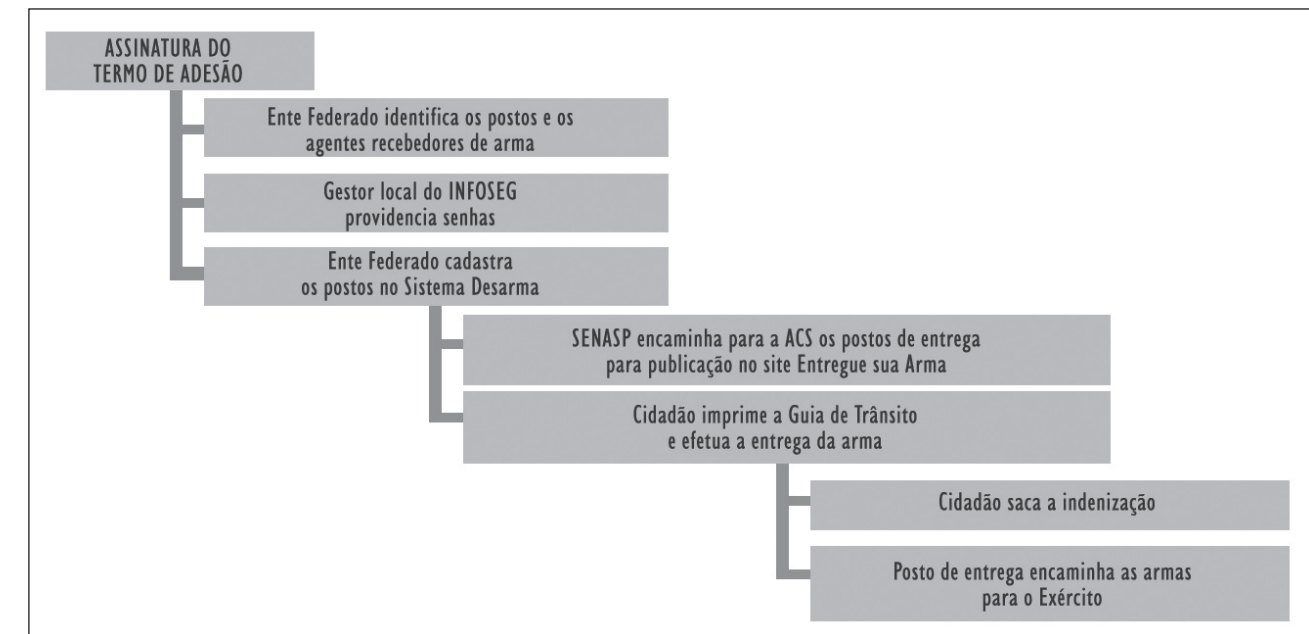 ASSINATURA DO
TERMO DE ADESÃO
Ente Federado identifica os postos e os
agentes recebedores de arma
Gestor local do INFOSEG
providencia senhas
Ente Federado cadastra
os postos no Sistema Desarma
SENASP encaminha para a ACS os postos de entrega
para publicação no site Entregue sua Arma
Cidadão imprime a Guia de Trânsito
e efetua a entrega da arma
Cidadão saca a indenização
Posto de entrega encaminha as armas
para o Exército